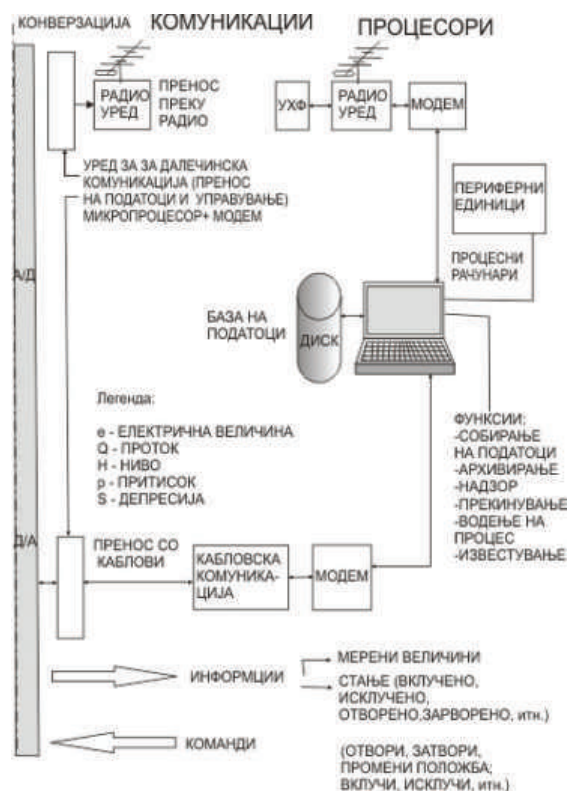 КОНВЕРЗАЦИЈА
КОМУНИКАЦИИ
ПРОЦЕСОРИ
РАДИО
УРЕД
ПРЕНОС
ПРЕКУ
РАДИО
УХФ
РАДИО
УРЕД
МОДЕМ
УРЕД ЗА ЗА ДАЛЕЧИНСКА
КОМУНИКАЦИЈА (ПРЕНОС
НА ПОДАТОЦИ И УПРАВУВАЊЕ)
МИКРОПРОЦЕСОР+ МОДЕМ
ПЕРИФЕРНИ
ЕДИНИЦИ
ПРОЦЕСНИ
РАЧУНАРИ
А/Д
БАЗА НА
ПОДАТОЦИ
ДИСК
Легенда:
е - ЕЛЕКТРИЧНА ВЕЛИЧИНА
Q - ПРОТОК
Н - НИВО
р - ПРИТИСОК
S - ДЕПРЕСИЈА
ФУНКСИИ:
-СОБИРАЊЕ
НА ПОДАТОЦИ
-АРХИВИРАЊЕ
-НАДЗОР
-ПРЕКИНУВАЊЕ
-ВОДЕЊЕ НА
ПРОЦЕС
-ИЗВЕСТУВАЊЕ
Д/А
ПРЕНОС СО
КАБЛОВИ
КАБЛОВСКА
КОМУНИКА-
ЦИЈА
МОДЕМ
ИНФОРМЦИИ
МЕРЕНИ ВЕЛИЧИНИ
СТАЊЕ (ВКЛУЧЕНО,
ИСКЛУЧЕНО,
ОТВОРЕНО,ЗАРВОРЕНО, итн.)
КОМАНДИ
(ОТВОРИ, ЗАТВОРИ,
ПРОМЕНИ ПОЛОЖБА;
ВКЛУЧИ, ИСКЛУЧИ, итн.)